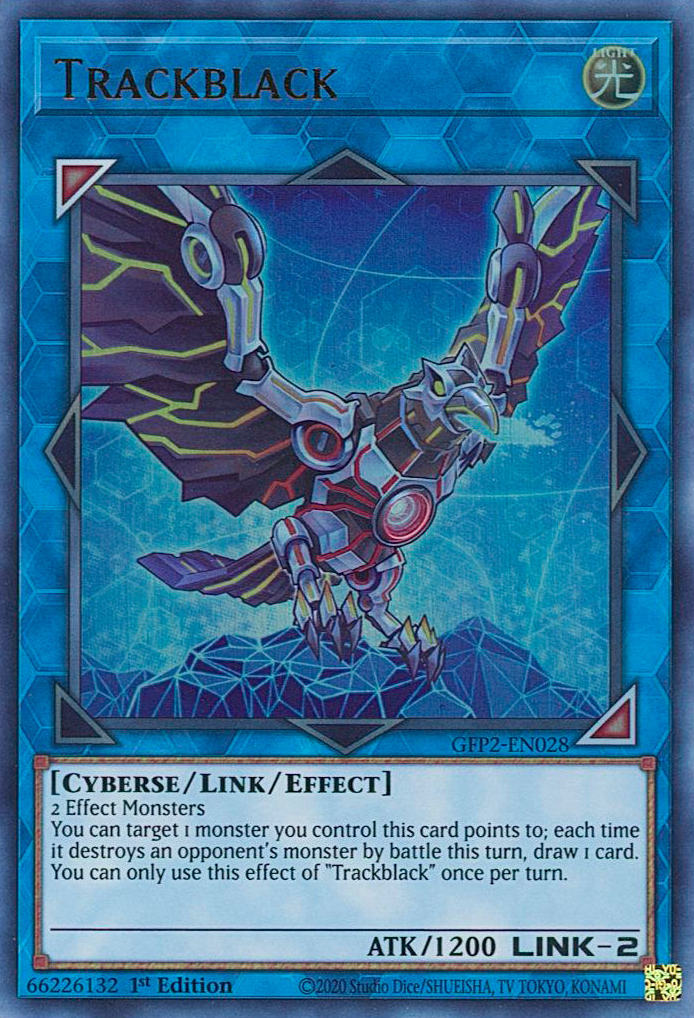 Trackblack
LIGHT
光
GFP2-EN028
[Cyberse/Link/Effect]
2 Effect Monsters
You can target 1 monster you control this card points to; each time
it destroys an opponent's monster by battle this turn, draw 1 card.
You can only use this effect of "Trackblack" once per turn.
ATK/1200 LINK-2
66226132 1st Edition ©2020 Studio Dice/SHUEISHA, TV TOKYO, KONAMI